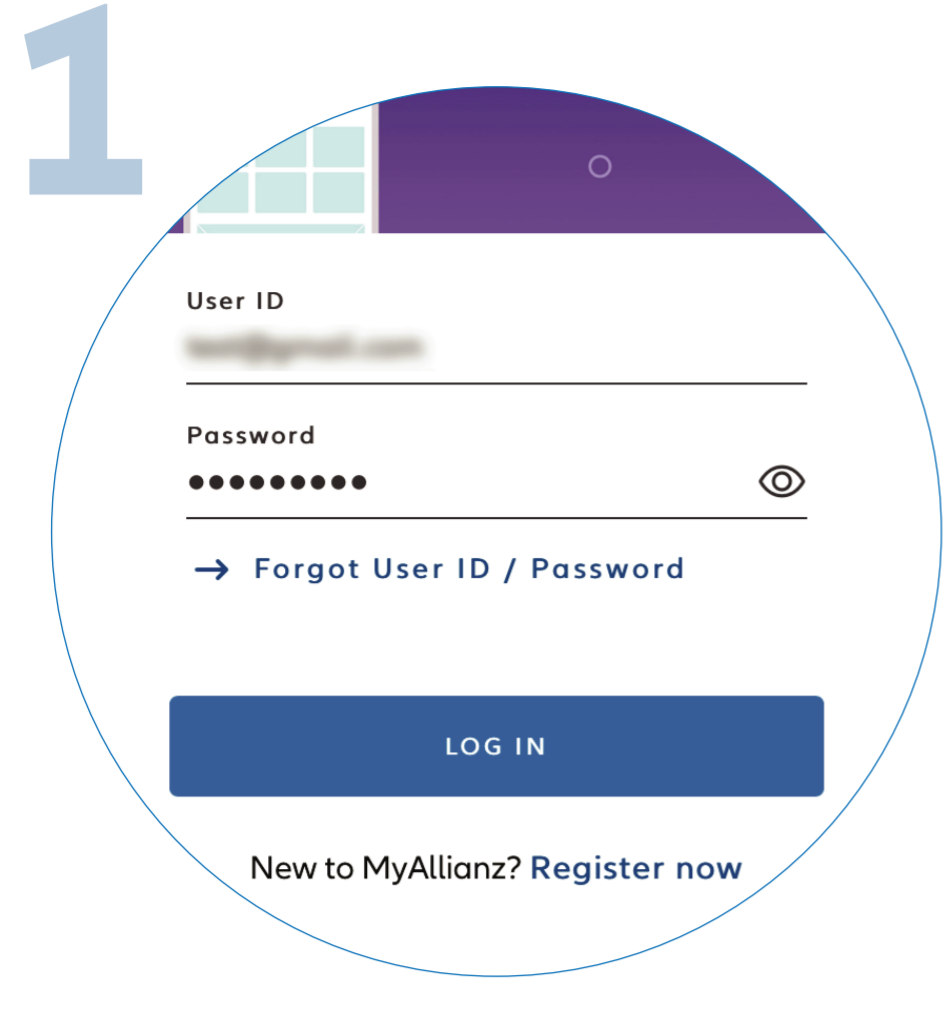 1
User ID
Password
→ Forgot User ID / Password
LOG IN
New to MyAllianz? Register now